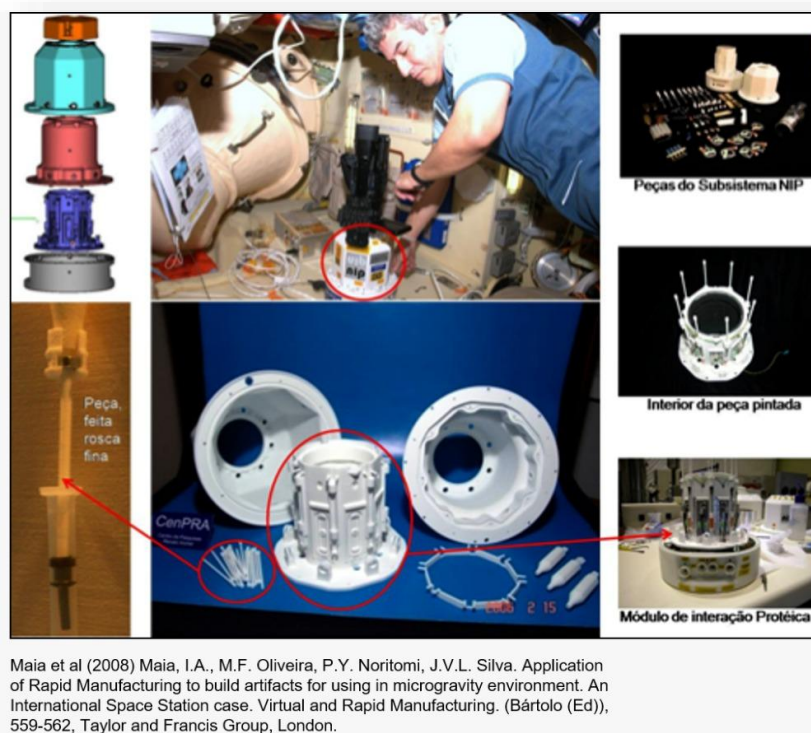 nip
Peças do Subsistema NIP
Peça,
feita
rosca
fina
Interior da peça pintada
CenPRA
2006 2 15
Módulo de interação Protéica
Maia et al (2008) Maia, I.A., M.F. Oliveira, P.Y. Noritomi, J.V.L. Silva. Application
of Rapid Manufacturing to build artifacts for using in microgravity environment. An
International Space Station case. Virtual and Rapid Manufacturing. (Bártolo (Ed)),
559-562, Taylor and Francis Group, London.